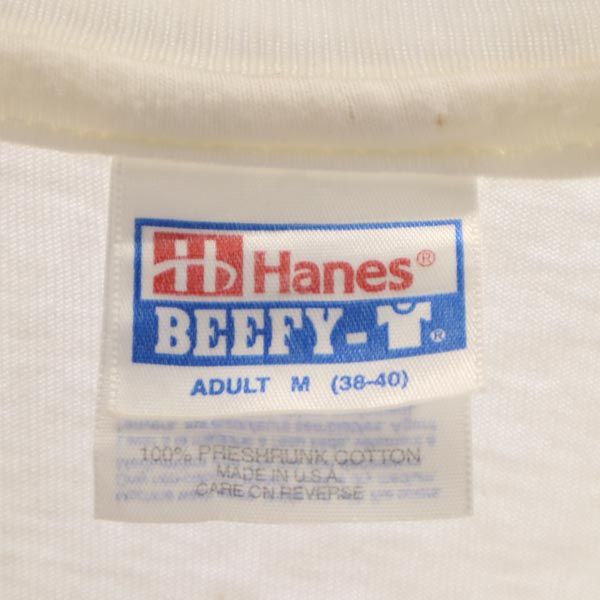 Hanes®
BEEFY-T®
ADULT M (38-40)
100% PRESHRUNK COTTON
MADE IN U.S.A.
CARE ON REVERSE